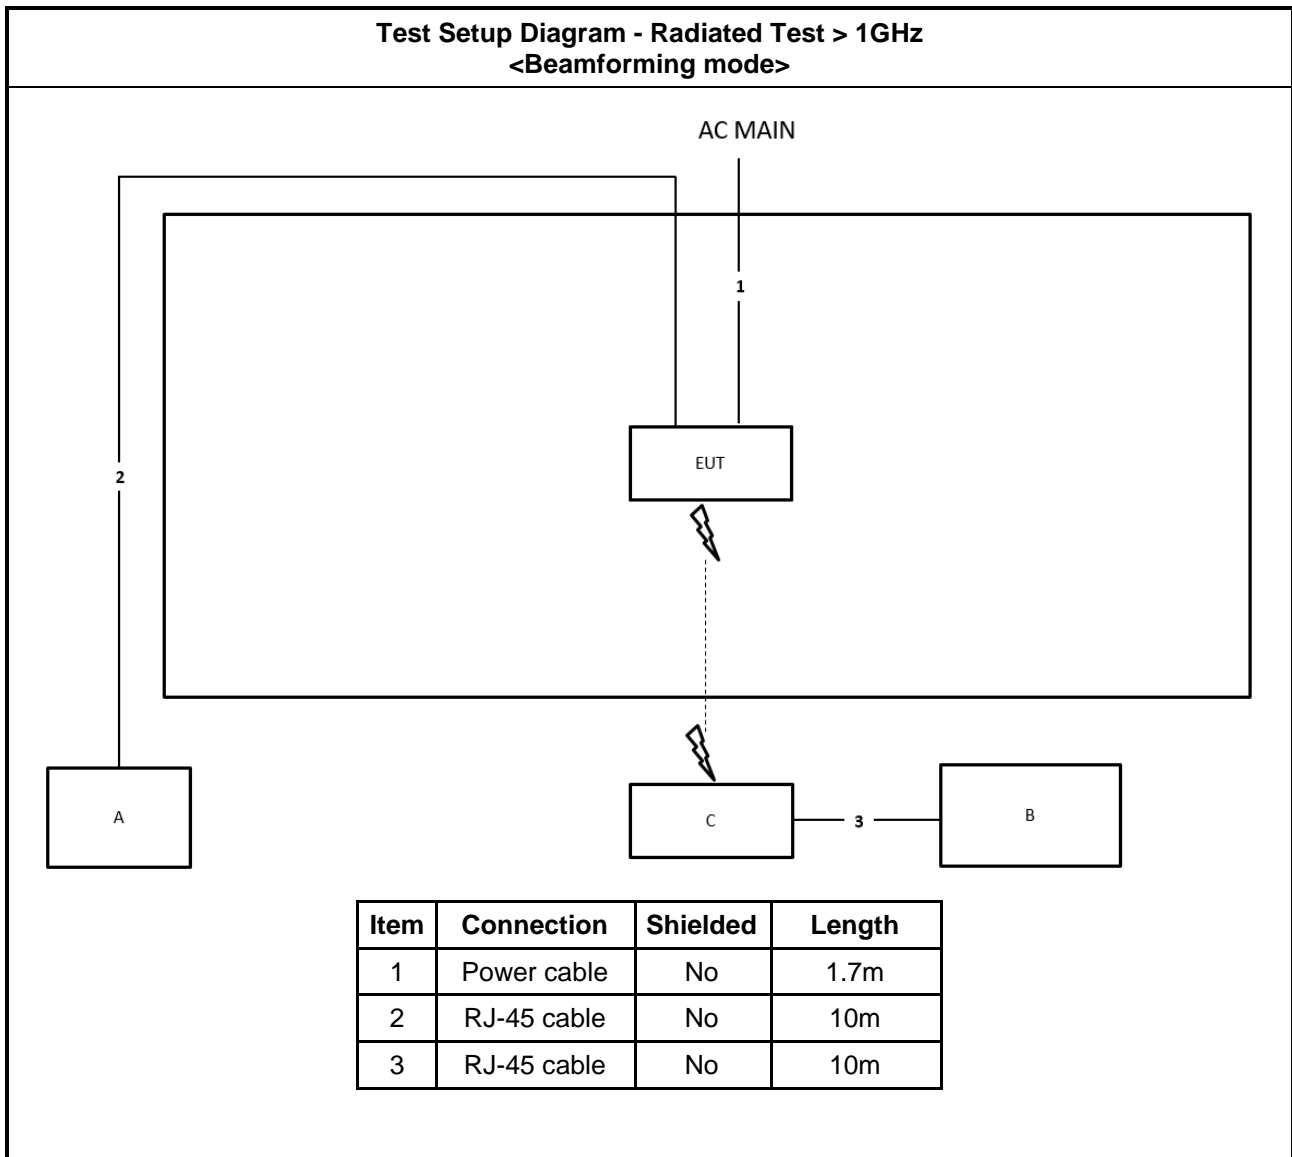 Test Setup Diagram - Radiated Test > 1GHz
<Beamforming mode>
AC MAIN
1
2
EUT
A
C
3
B
Item Connection Shielded Length
1 Power cable No 1.7m
2 RJ-45 cable No 10m
3 RJ-45 cable No 10m